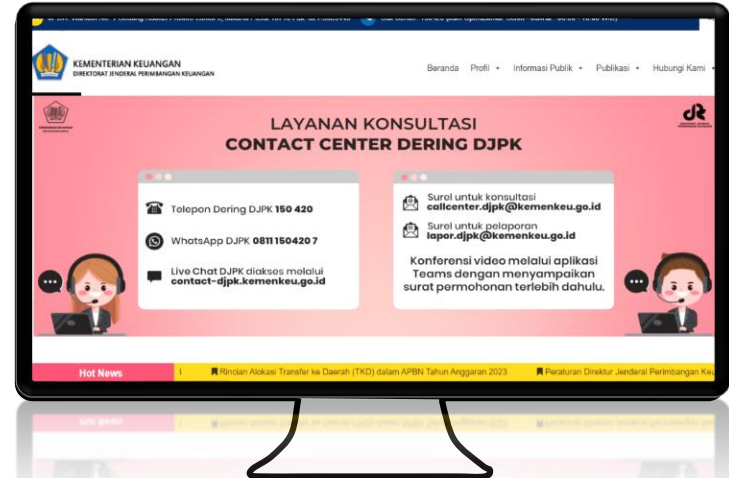 KEMENTERIAN KEUANGAN
DIREKTORAT JENDERAL PERIMBANGAN KEUANGAN
Beranda Profil Informasi Publik Publikasi Hubungi Kami
LAYANAN KONSULTASI
CONTACT CENTER DERING DJPK
Telepon Dering DJPK 150 420
WhatsApp DJPK 0811 150420 7
Live Chat DJPK diakses melalui
contact-djpk.kemenkeu.go.id
Surel untuk konsultasi
callcenter.djpk@kemenkeu.go.id
Surel untuk pelaporan
lapor.djpk@kemenkeu.go.id
Konferensi video melalui aplikasi
Teams dengan menyampaikan
surat permohonan terlebih dahulu.
Hot News
Rincian Alokasi Transfer ke Daerah (TKD) dalam APBN Tahun Anggaran 2023
Peraturan Direktur Jenderal Perimbangan Keu